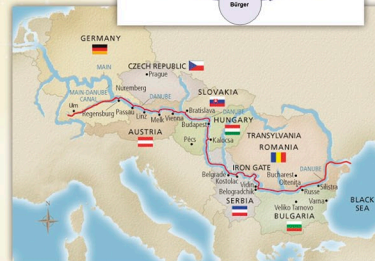 Bürger
GERMANY
CZECH REPUBLIC
Prague
MAIN
Nuremberg
MAIN-DANUBE
CANAL
DANUBE
SLOVAKIA
Ulm
Regensburg
Passau
Linz
Melk
Vienna
Bratislava
DANUBE
HUNGARY
Budapest
AUSTRIA
Kalocsa
Pécs
TRANSYLVANIA
ROMANIA
IRON GATE
Belgrade
Kostolac
Vidin
Belogradchik
Bucharest
Oltenita
DANUBE
Silistra
Russe
SERBIA
Veliko Tarnovo
Varna
BULGARIA
BLACK
SEA